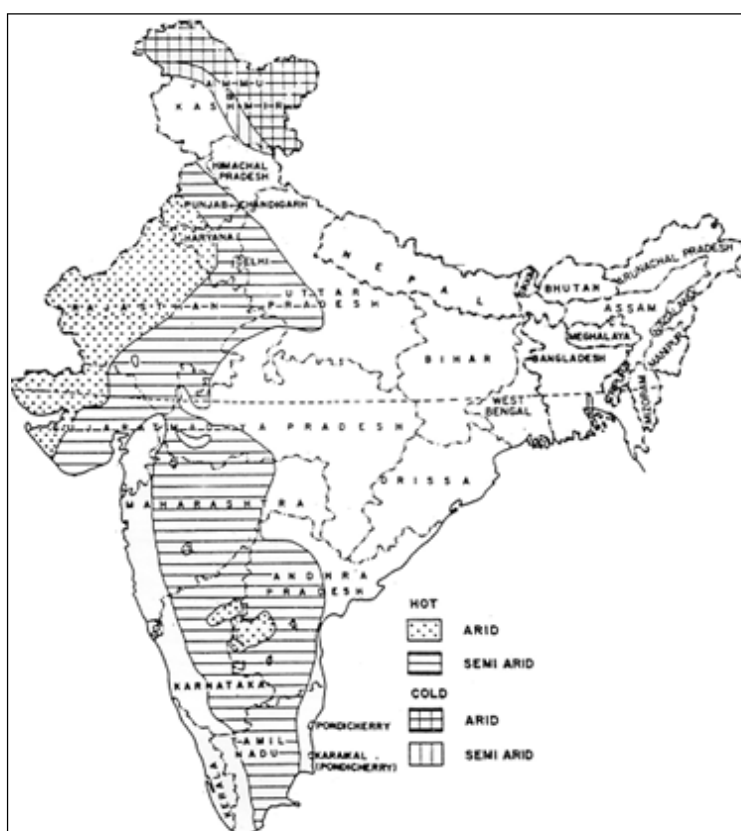 JAMMU
KASHMIR
HIMACHAL
PRADESH
PUNJAB CHANDIGARH
HARYANA
DELHI
NEPAL
BHUTAN
ARUNACHAL PRADESH
RAJASTHAN
UTTAR
PRADESH
ASSAM
NAGALAND
MEGHALAYA
MANIPUR
BIHAR
BANGLADESH
MIZORAM
WEST
BENGAL
GUJARAT
MADHYA PRADESH
ORISSA
MAHARASHTRA
ANDHRA
PRADESH
HOT
ARID
SEMI ARID
COLD
ARID
SEMI ARID
KARNATAKA
PONDICHERRY
TAMIL
NADU
KARAIKAL
(PONDICHERRY)
KERALA